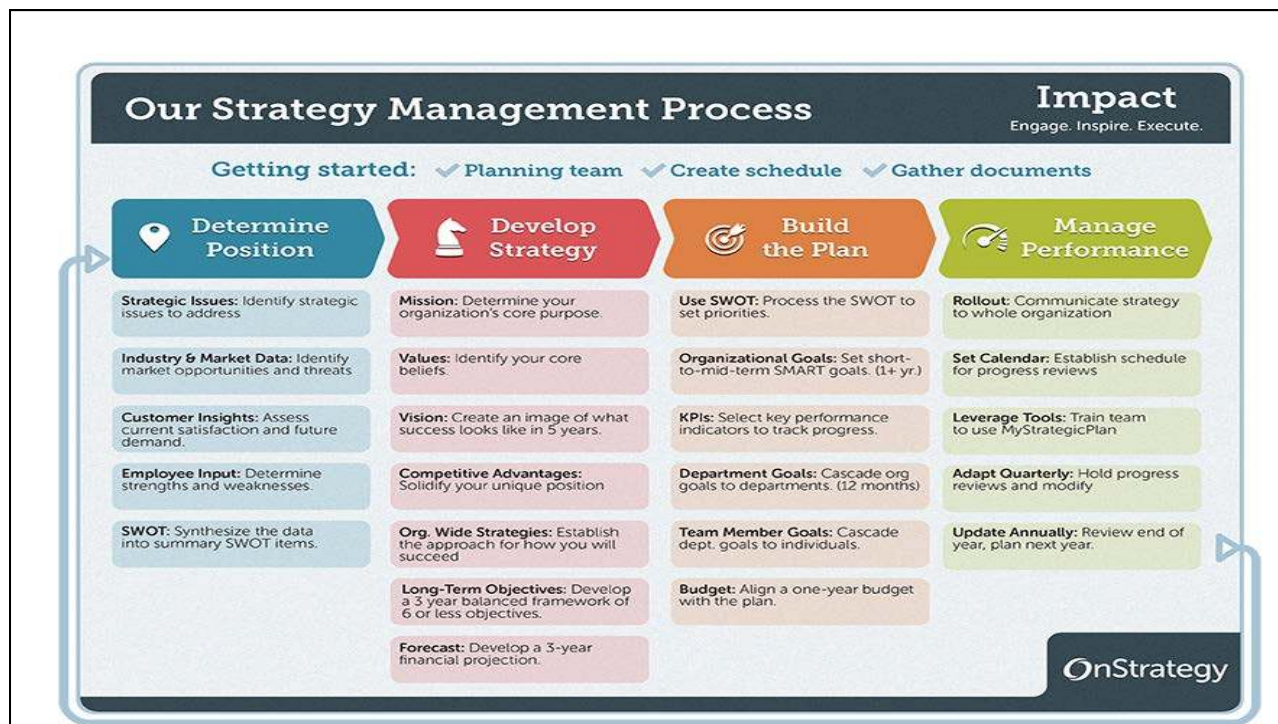 Our Strategy Management Process
Impact
Engage. Inspire. Execute.
Getting started: Planning team Create schedule Gather documents
Determine
Position
Strategic Issues: Identify strategic
issues to address
Industry & Market Data: Identify
market opportunities and threats
Customer Insights: Assess
current satisfaction and future
demand.
Employee Input: Determine
strengths and weaknesses.
SWOT: Synthesize the data
into summary SWOT items.
Develop
Strategy
Mission: Determine your
organization's core purpose.
Values: Identify your core
beliefs.
Vision: Create an image of what
success looks like in 5 years.
Competitive Advantages:
Solidify your unique position
Org. Wide Strategies: Establish
the approach for how you will
succeed
Long-Term Objectives: Develop
a 3 year balanced framework of
6 or less objectives.
Forecast: Develop a 3-year
financial projection.
Build
the Plan
Use SWOT: Process the SWOT to
set priorities.
Organizational Goals: Set short-
to-mid-term SMART goals. (1+ yr.)
KPIs: Select key performance
indicators to track progress.
Department Goals: Cascade org
goals to departments. (12 months)
Team Member Goals: Cascade
dept. goals to individuals.
Budget: Align a one-year budget
with the plan.
Manage
Performance
Rollout: Communicate strategy
to whole organization
Set Calendar: Establish schedule
for progress reviews
Leverage Tools: Train team
to use MyStrategicPlan
Adapt Quarterly: Hold progress
reviews and modify
Update Annually: Review end of
year, plan next year.
OnStrategy